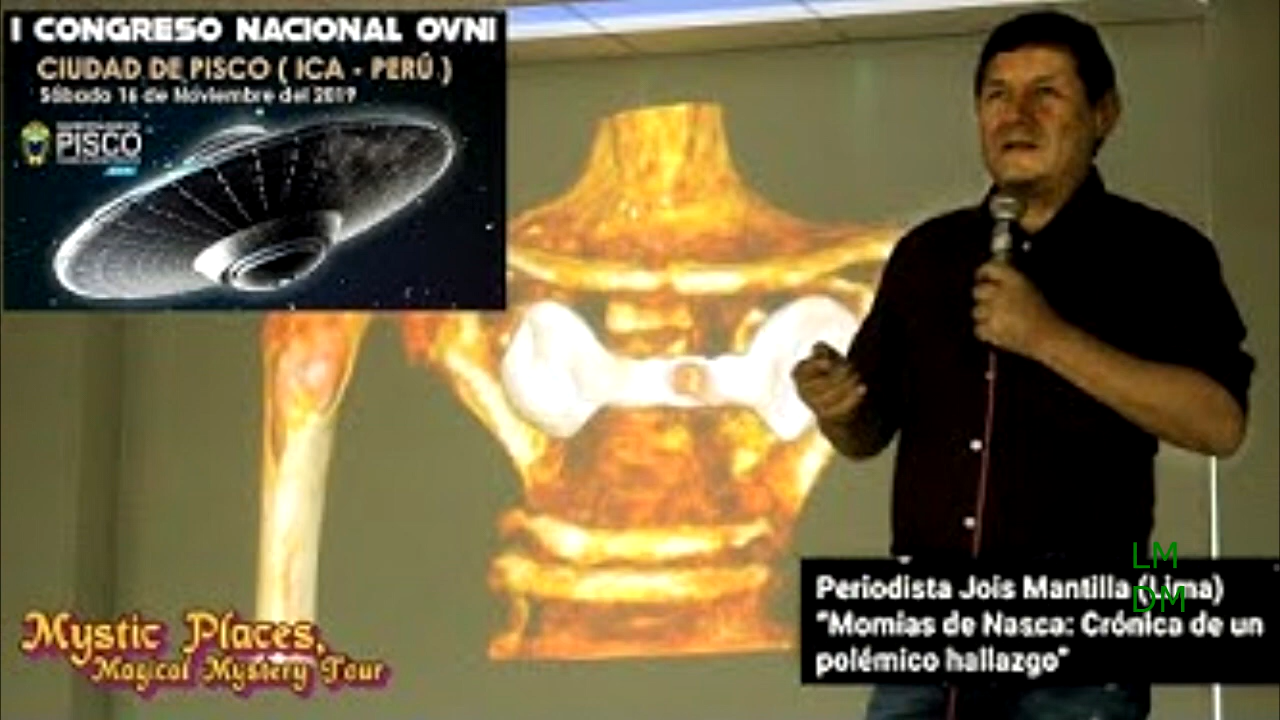 I CONGRESO NACIONAL OVNI
CIUDAD DE PISCO ( ICA - PERÚ )
Sábado 16 de Noviembre del 2019
PISCO
Mystic Places,
Magical Mystery Tour
LM
DM
Periodista Jois Mantilla (Lima)
"Momias de Nasca: Crónica de un
polémico hallazgo"